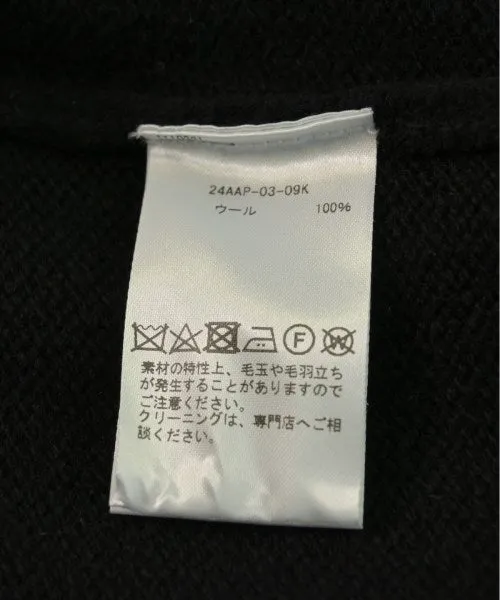 24AAP-03-09K
ウール 100%
F W
素材の特性上、毛玉や毛羽立ち
が発生することがありますので
ご注意ください。
クリーニングは、専門店へご相
談ください。